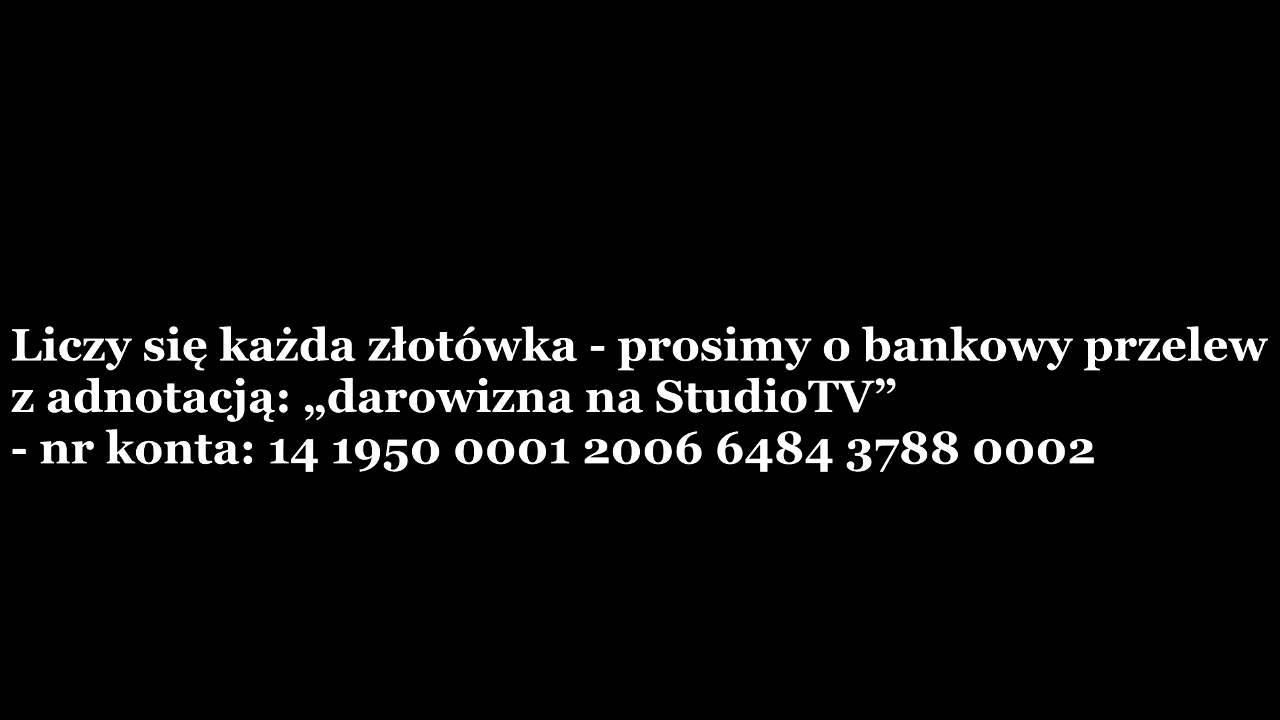 Liczy się każda złotówka - prosimy o bankowy przelew
z adnotacją: „darowizna na StudioTV”
- nr konta: 14 1950 0001 2006 6484 3788 0002